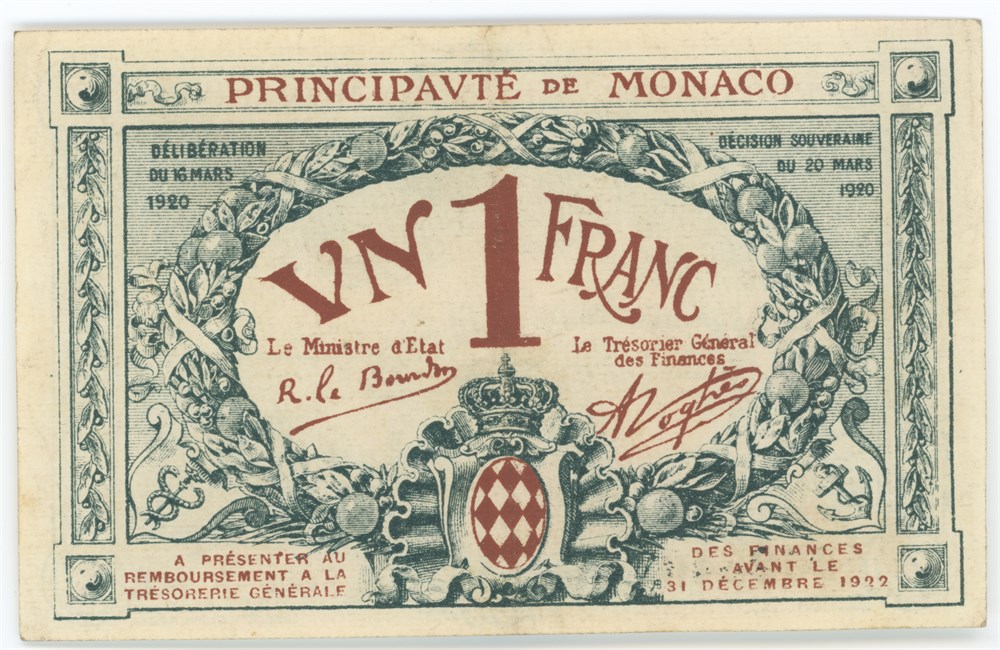 PRINCIPAVTÉ DE MONACO
DÉLIBÉRATION
DU 16 MARS
1920
DÉCISION SOUVERAINE
DU 20 MARS
1920
VN 1 FRANC
Le Ministre d'Etat
R. le Bourdon
Le Trésorier Général
des Finances
A PRÉSENTER AU
REMBOURSEMENT A LA
TRÉSORERIE GÉNÉRALE
DES FINANCES
AVANT LE
31 DÉCEMBRE 1922